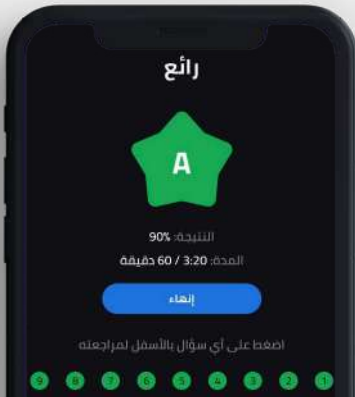 رائع
A
النتيجة: 90%
المدة: 3:20 / 60 دقيقة
إنهاء
اضغط على أي سؤال بالأسفل لمراجعته
1 2 3 4 5 6 7 8 9